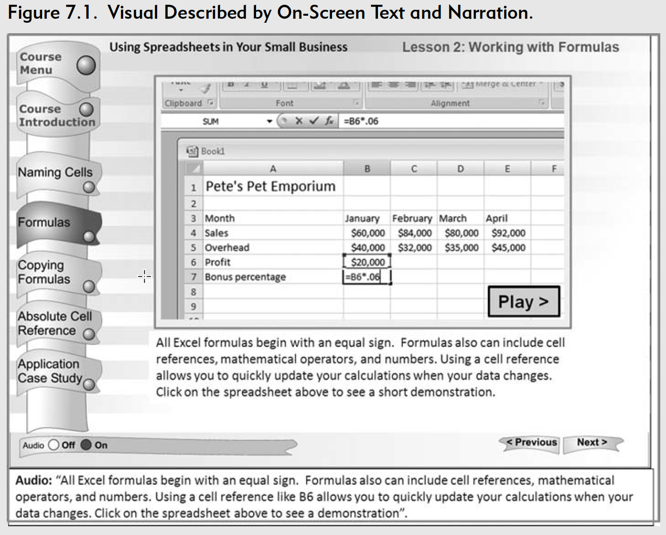 Figure 7.1. Visual Described by On-Screen Text and Narration.
Using Spreadsheets in Your Small Business
Lesson 2: Working with Formulas
Course
Menu
Course
Introduction
Naming Cells
Formulas
Copying
Formulas
Absolute Cell
Reference
Application
Case Study
B I U
Merge & Center
Clipboard Font Alignment
SUM fx =B6*.06
Book1
A B C D E F
1 Pete's Pet Emporium
2
3 Month January February March April
4 Sales $60,000 $84,000 $80,000 $92,000
5 Overhead $40,000 $32,000 $35,000 $45,000
6 Profit $20,000
7 Bonus percentage =B6*.06
8
9
Play >
All Excel formulas begin with an equal sign. Formulas also can include cell
references, mathematical operators, and numbers. Using a cell reference
allows you to quickly update your calculations when your data changes.
Click on the spreadsheet above to see a short demonstration.
Audio Off On
< Previous Next >
Audio: “All Excel formulas begin with an equal sign. Formulas also can include cell references, mathematical
operators, and numbers. Using a cell reference like B6 allows you to quickly update your calculations when your
data changes. Click on the spreadsheet above to see a demonstration”.